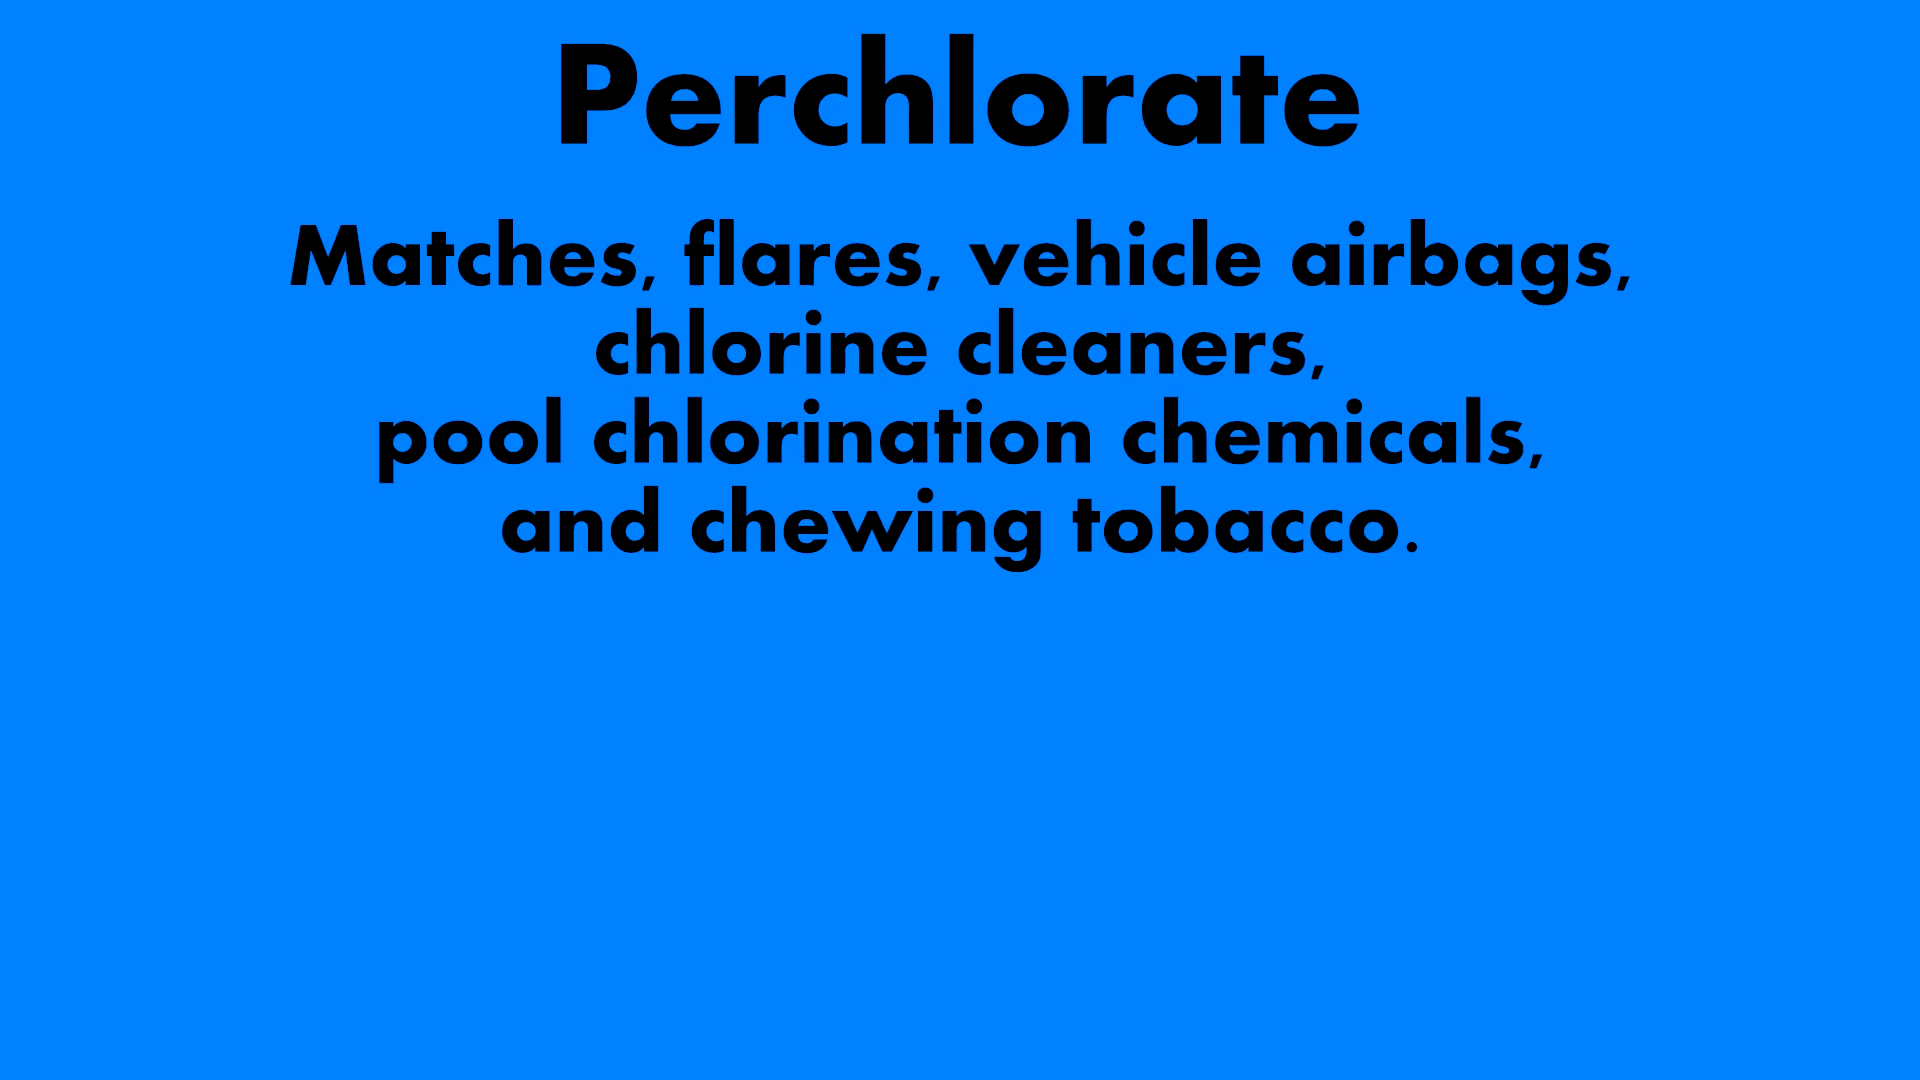 Perchlorate
Matches, flares, vehicle airbags,
chlorine cleaners,
pool chlorination chemicals,
and chewing tobacco.